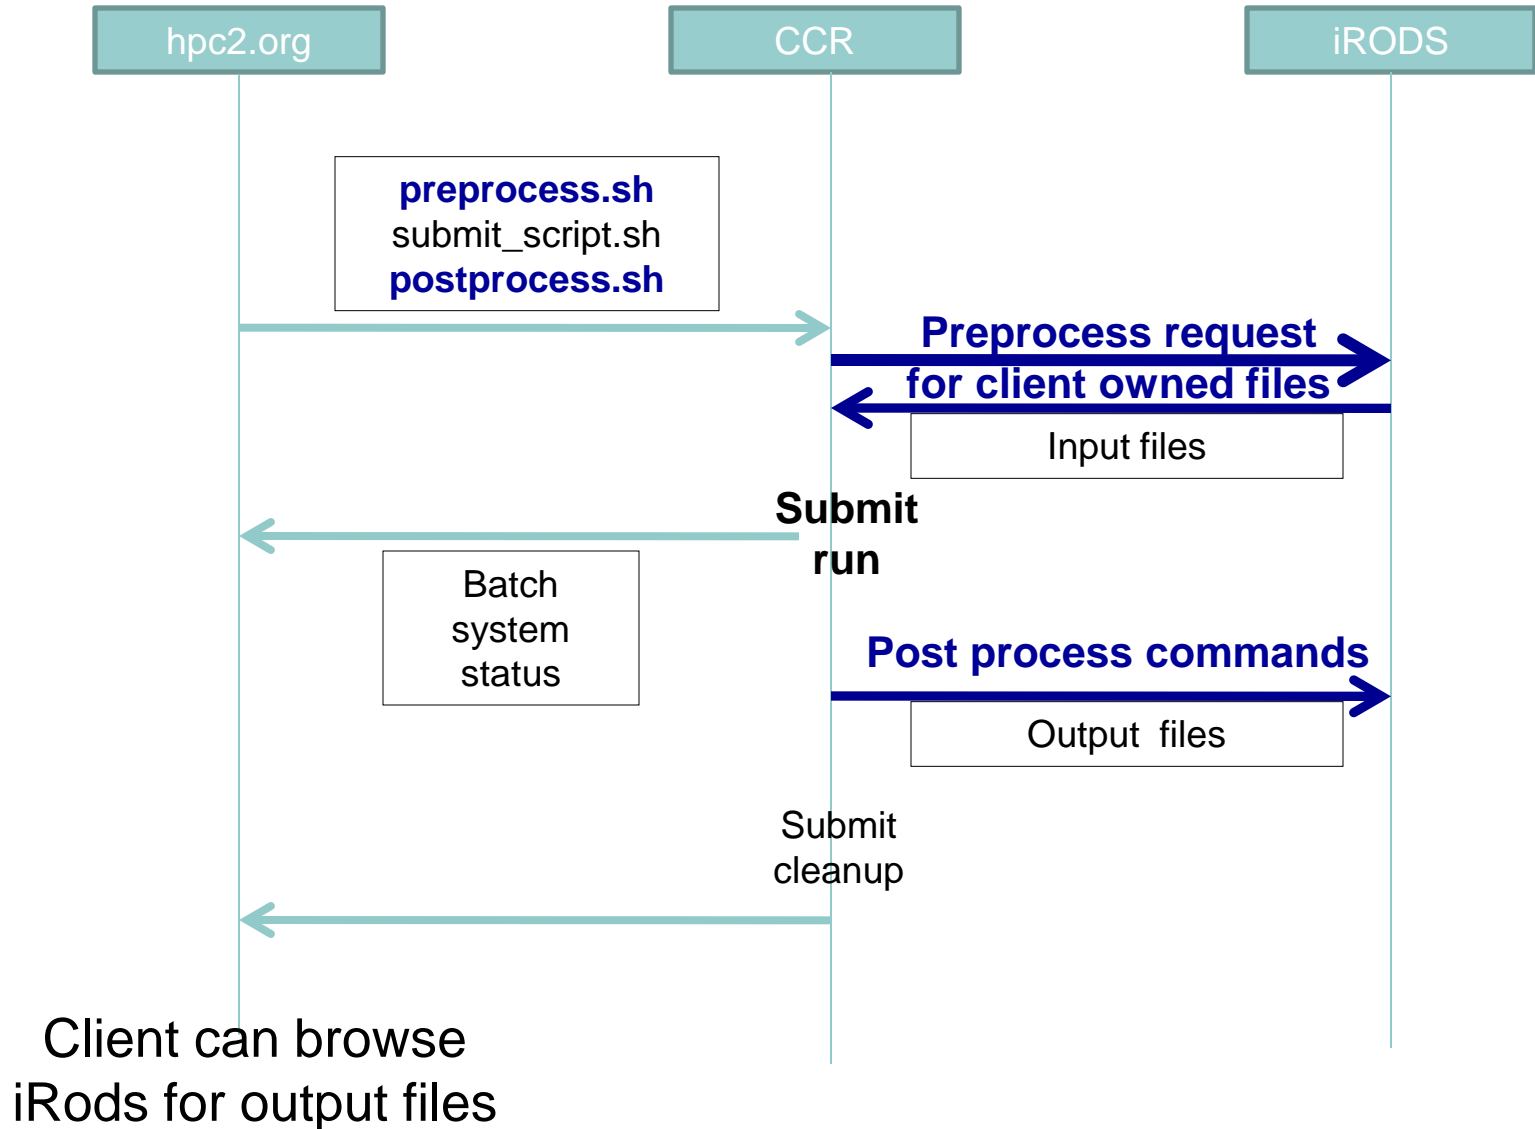 hpc2.org
CCR
iRODS
preprocess.sh
submit_script.sh
postprocess.sh
Preprocess request
for client owned files
Input files
Submit
run
Batch
system
status
Post process commands
Output files
Submit
cleanup
Client can browse
iRods for output files